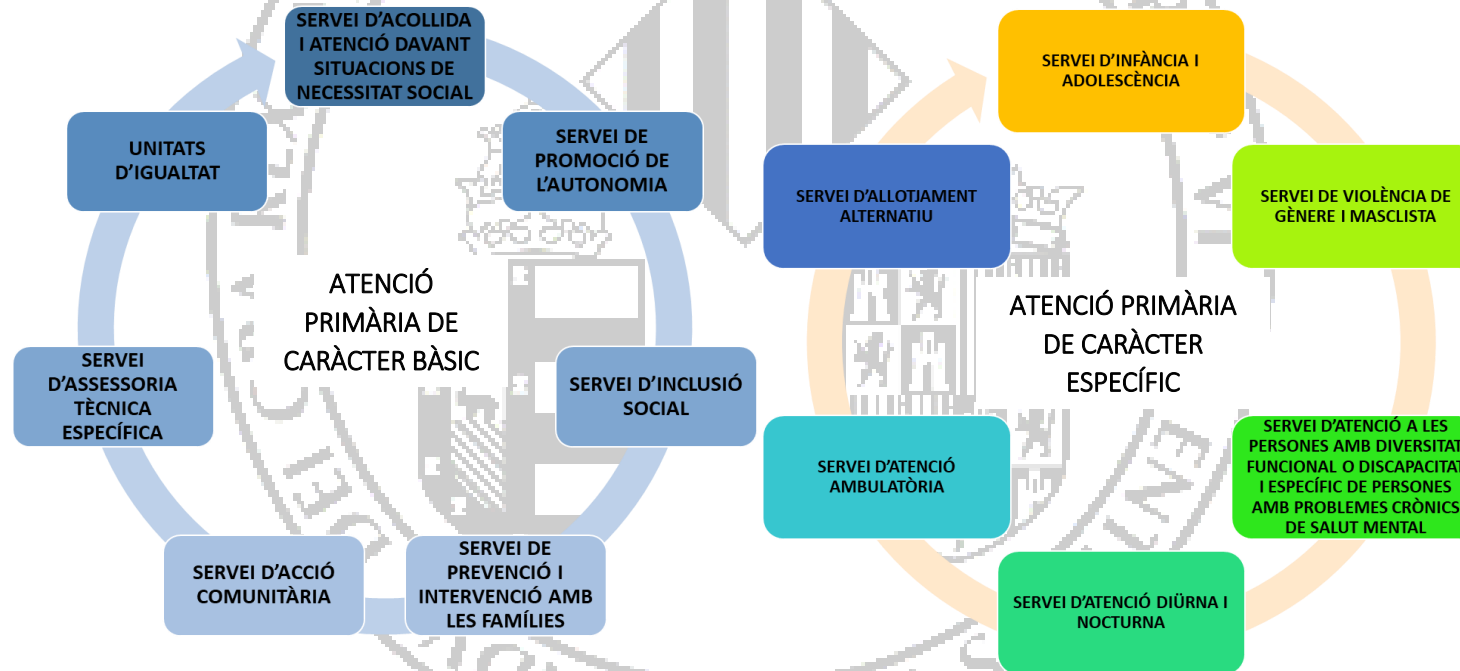 SERVEI D'ACOLLIDA
I ATENCIÓ DAVANT
SITUACIONS DE
NECESSITAT SOCIAL
SERVEI DE
PROMOCIÓ DE
L'AUTONOMIA
SERVEI D'INCLUSIÓ
SOCIAL
SERVEI DE
PREVENCIÓ I
INTERVENCIÓ AMB
LES FAMÍLIES
SERVEI D'ACCIÓ
COMUNITÀRIA
SERVEI
D'ASSESSORIA
TÈCNICA
ESPECÍFICA
UNITATS
D'IGUALTAT
ATENCIÓ
PRIMÀRIA DE
CARÀCTER BÀSIC
SERVEI D'INFÀNCIA I
ADOLESCÈNCIA
SERVEI DE VIOLÈNCIA DE
GÈNERE I MASCLISTA
SERVEI D'ATENCIÓ A LES
PERSONES AMB DIVERSITAT
FUNCIONAL O DISCAPACITAT
I ESPECÍFIC DE PERSONES
AMB PROBLEMES CRÒNICS
DE SALUT MENTAL
SERVEI D'ATENCIÓ DIÜRNA I
NOCTURNA
SERVEI D'ATENCIÓ
AMBULATÒRIA
SERVEI D'ALLOTJAMENT
ALTERNATIU
ATENCIÓ PRIMÀRIA
DE CARÀCTER
ESPECÍFIC